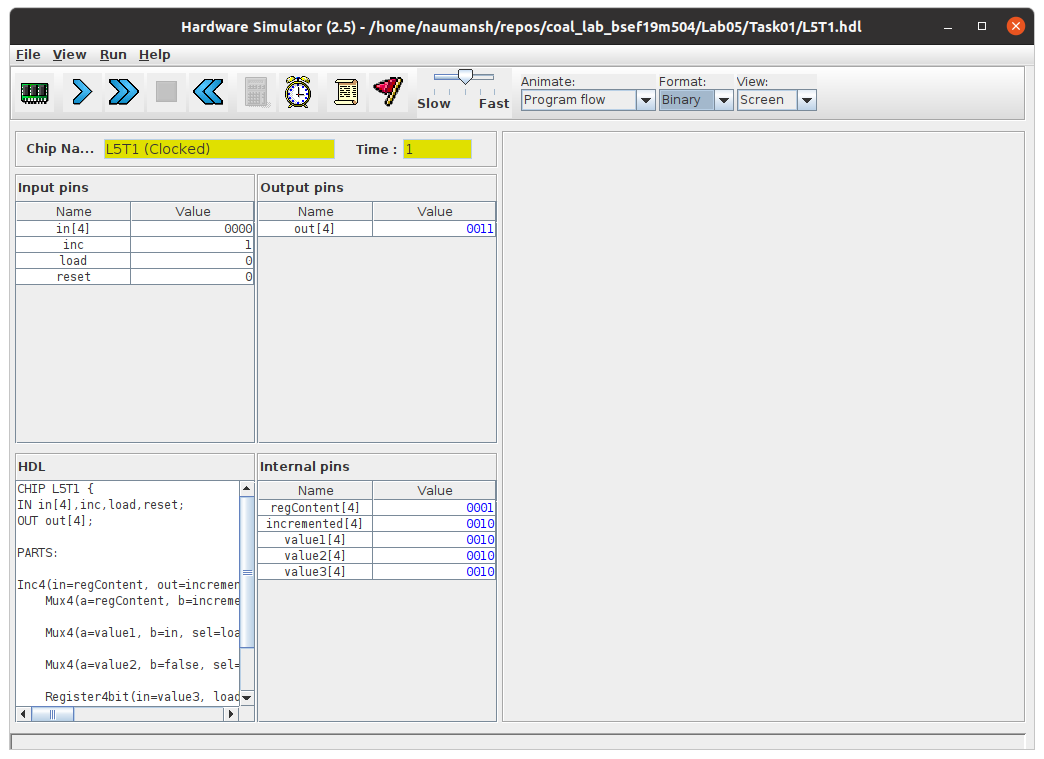 Hardware Simulator (2.5) - /home/naumansh/repos/coal_lab_bsef19m504/Lab05/Task01/L5T1.hdl
File View Run Help
Slow Fast
Animate: Format: View:
Program flow Binary Screen
Chip Na... L5T1 (Clocked) Time : 1
Input pins
Name Value
in[4] 0000
inc 1
load 0
reset 0
Output pins
Name Value
out[4] 0011
HDL
CHIP L5T1 {
IN in[4],inc,load,reset;
OUT out[4];
PARTS:
Inc4(in=regContent, out=incremen
Mux4(a=regContent, b=increme
Mux4(a=value1, b=in, sel=loa
Mux4(a=value2, b=false, sel=
Register4bit(in=value3, load
Internal pins
Name Value
regContent[4] 0001
incremented[4] 0010
value1[4] 0010
value2[4] 0010
value3[4] 0010